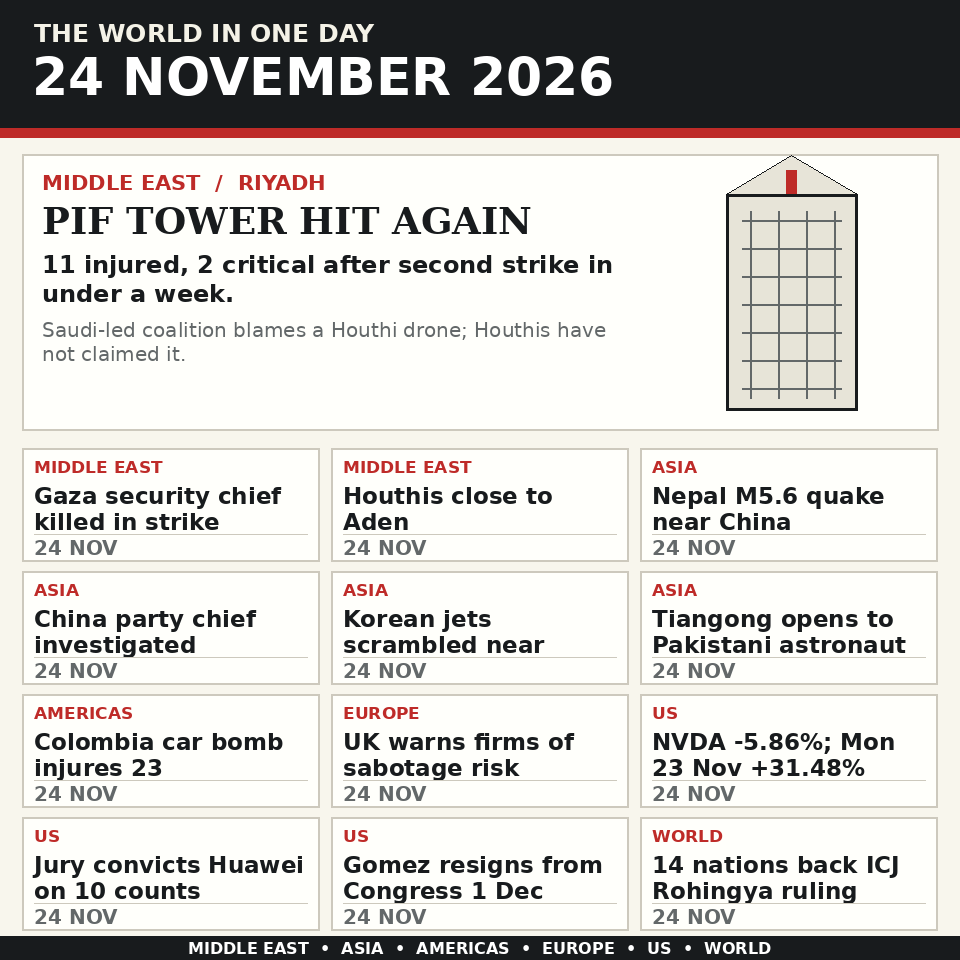 THE WORLD IN ONE DAY
24 NOVEMBER 2026
MIDDLE EAST / RIYADH
PIF TOWER HIT AGAIN
11 injured, 2 critical after second strike in
under a week.
Saudi-led coalition blames a Houthi drone; Houthis have
not claimed it.
MIDDLE EAST
Gaza security chief
killed in strike
24 NOV
MIDDLE EAST
Houthis close to
Aden
24 NOV
ASIA
Nepal M5.6 quake
near China
24 NOV
ASIA
China party chief
investigated
24 NOV
ASIA
Korean jets
scrambled near
24 NOV
ASIA
Tiangong opens to
Pakistani astronaut
24 NOV
AMERICAS
Colombia car bomb
injures 23
24 NOV
EUROPE
UK warns firms of
sabotage risk
24 NOV
US
NVDA -5.86%; Mon
23 Nov +31.48%
24 NOV
US
Jury convicts Huawei
on 10 counts
24 NOV
US
Gomez resigns from
Congress 1 Dec
24 NOV
WORLD
14 nations back ICJ
Rohingya ruling
24 NOV
MIDDLE EAST • ASIA • AMERICAS • EUROPE • US • WORLD